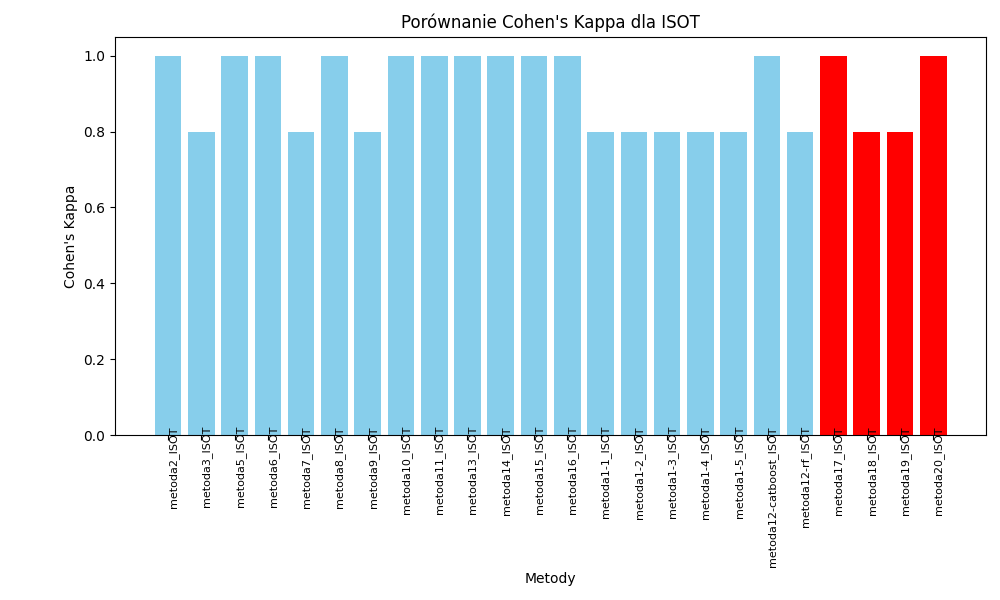 Porównanie Cohen's Kappa dla ISOT
Cohen's Kappa
1.0
0.8
0.6
0.4
0.2
0.0
metoda2_ISOT
metoda3_ISOT
metoda5_ISOT
metoda6_ISOT
metoda7_ISOT
metoda8_ISOT
metoda9_ISOT
metoda10_ISOT
metoda11_ISOT
metoda13_ISOT
metoda14_ISOT
metoda15_ISOT
metoda16_ISOT
metoda1-1_ISOT
metoda1-2_ISOT
metoda1-3_ISOT
metoda1-4_ISOT
metoda1-5_ISOT
metoda12-catboost_ISOT
metoda12-rf_ISOT
metoda17_ISOT
metoda18_ISOT
metoda19_ISOT
metoda20_ISOT
Metody